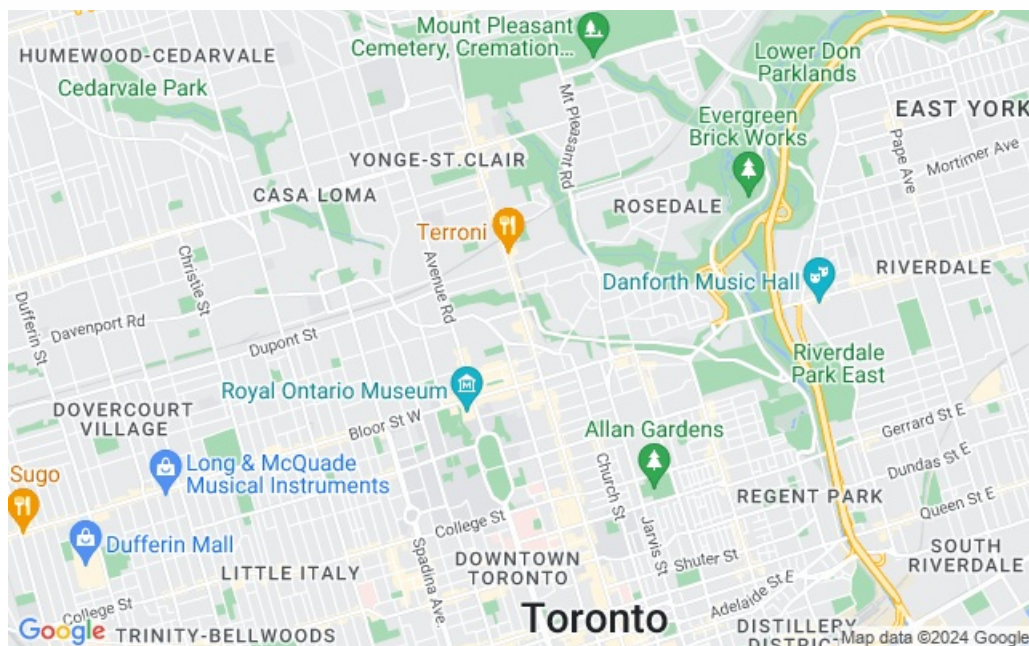 Mount Pleasant
Cemetery, Cremation...
HUMEWOOD-CEDARVALE
Cedarvale Park
Lower Don
Parklands
Mt Pleasant Rd
Evergreen
Brick Works
EAST YORK
Pape Ave
Mortimer Ave
YONGE-ST.CLAIR
CASA LOMA
ROSEDALE
Terroni
Christie St
Avenue Rd
Danforth Music Hall
RIVERDALE
Dufferin St
Davenport Rd
Dupont St
Riverdale
Park East
Royal Ontario Museum
DOVERCOURT
VILLAGE
Bloor St W
Allan Gardens
Gerrard St E
Sugo
Long & McQuade
Musical Instruments
Church St
Dundas St E
REGENT PARK
Queen St E
College St
Jarvis St
Dufferin Mall
Spadina Ave
DOWNTOWN
TORONTO
Shuter St
SOUTH
RIVERDALE
LITTLE ITALY
Adelaide St E
College St
Toronto
DISTILLERY
DISTRICT
Google
TRINITY-BELLWOODS
Map data ©2024 Google